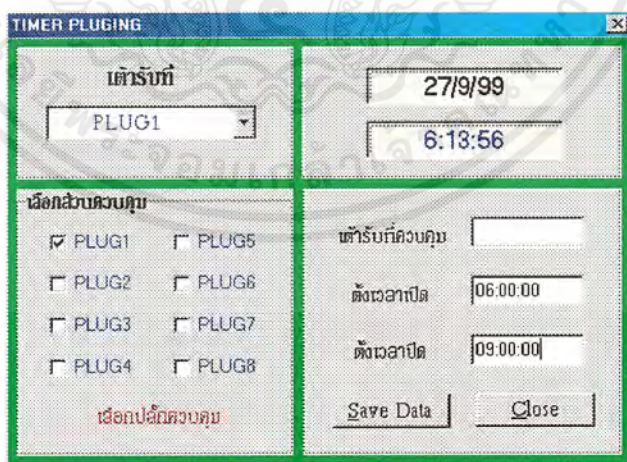 TIMER PLUGING
เต้ารับที่
PLUG1
27/9/99
6:13:56
เลือกส่วนควบคุม
PLUG1 PLUG5
PLUG2 PLUG6
PLUG3 PLUG7
PLUG4 PLUG8
เลือกปลั๊กควบคุม
เต้ารับที่ควบคุม
ตั้งเวลาเปิด 06:00:00
ตั้งเวลาปิด 09:00:00
Save Data Close